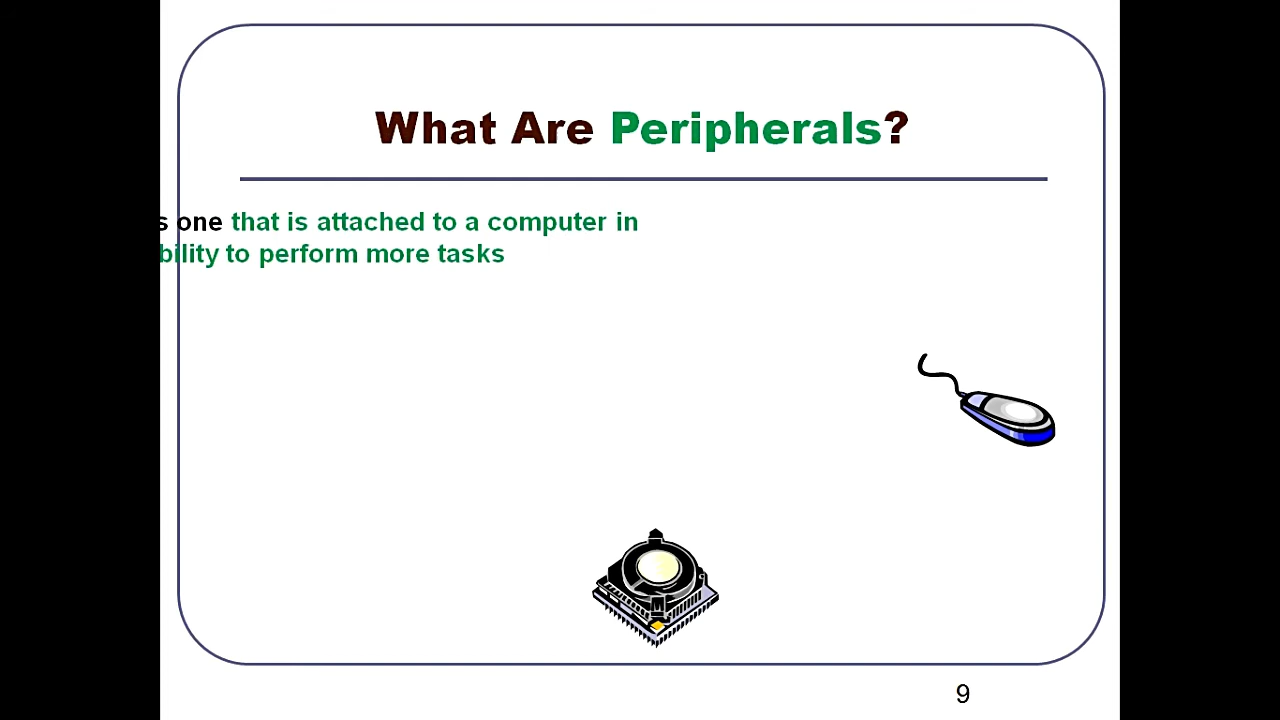 What Are Peripherals?
s one that is attached to a computer in
bility to perform more tasks
9